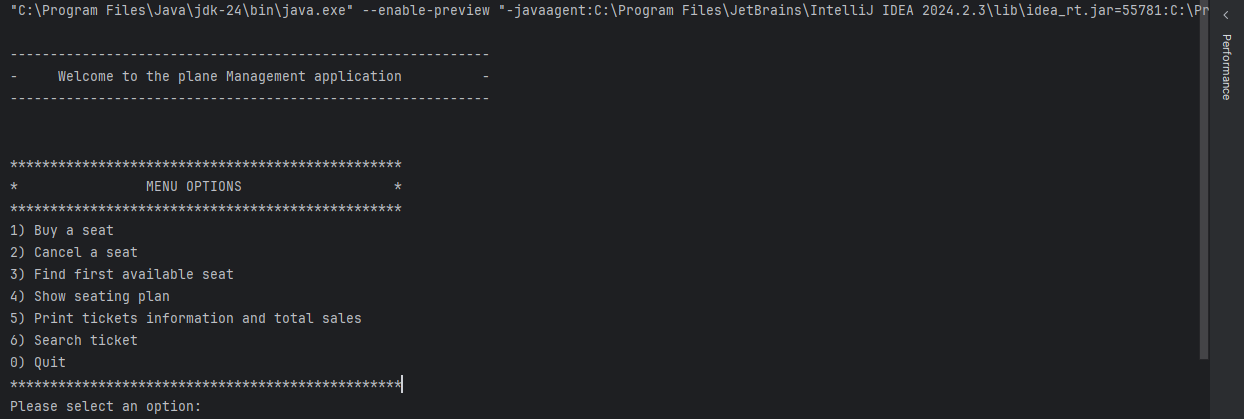 "C:\Program Files\Java\jdk-24\bin\java.exe" --enable-preview "-javaagent:C:\Program Files\JetBrains\IntelliJ IDEA 2024.2.3\lib\idea_rt.jar=55781:C:\Pr
------------------------------------------------------------
-     Welcome to the plane Management application          -
------------------------------------------------------------
*************************************************
*                MENU OPTIONS                   *
*************************************************
1) Buy a seat
2) Cancel a seat
3) Find first available seat
4) Show seating plan
5) Print tickets information and total sales
6) Search ticket
0) Quit
*************************************************
Please select an option:
Performance